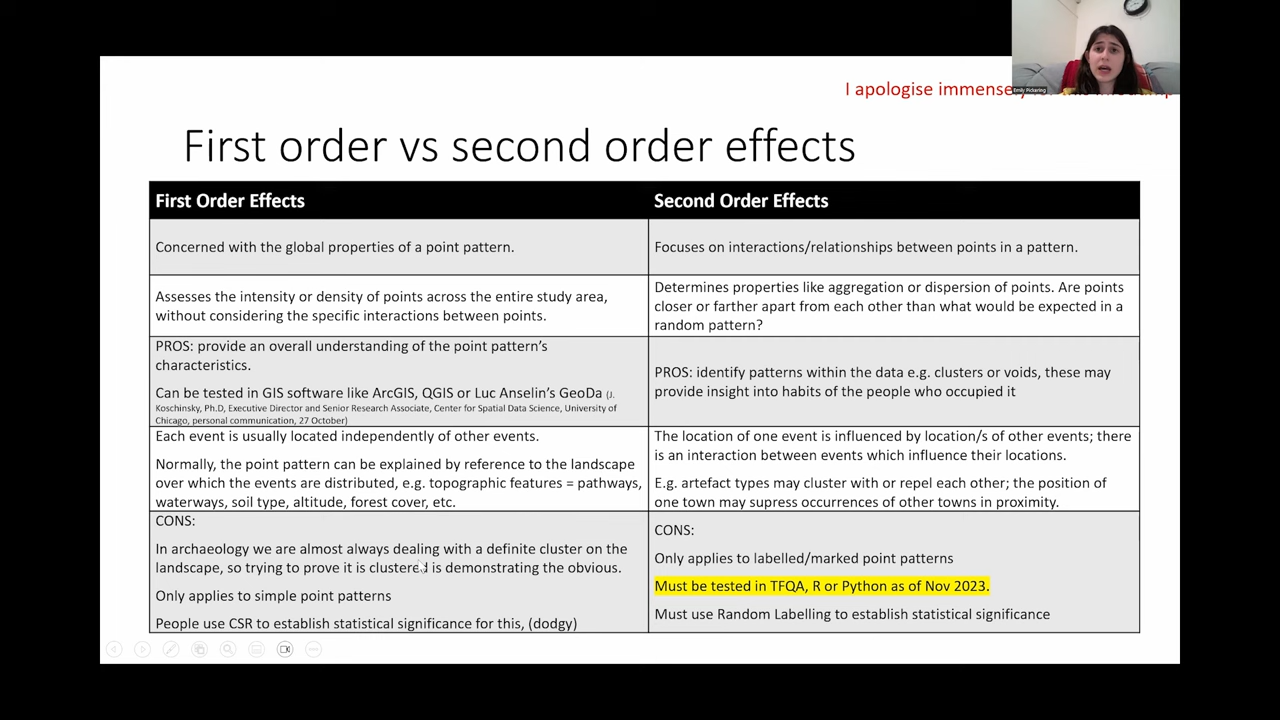 I apologise immense
Emily Pickering
First order vs second order effects
First Order Effects
Second Order Effects
Concerned with the global properties of a point pattern.
Focuses on interactions/relationships between points in a pattern.
Assesses the intensity or density of points across the entire study area,
without considering the specific interactions between points.
Determines properties like aggregation or dispersion of points. Are points
closer or farther apart from each other than what would be expected in a
random pattern?
PROS: provide an overall understanding of the point pattern's
characteristics.
Can be tested in GIS software like ArcGIS, QGIS or Luc Anselin's GeoDa (J.
Koschinsky, Ph.D, Executive Director and Senior Research Associate, Center for Spatial Data Science, University of
Chicago, personal communication, 27 October)
PROS: identify patterns within the data e.g. clusters or voids, these may
provide insight into habits of the people who occupied it
Each event is usually located independently of other events.
Normally, the point pattern can be explained by reference to the landscape
over which the events are distributed, e.g. topographic features = pathways,
waterways, soil type, altitude, forest cover, etc.
The location of one event is influenced by location/s of other events; there
is an interaction between events which influence their locations.
E.g. artefact types may cluster with or repel each other; the position of
one town may supress occurrences of other towns in proximity.
CONS:
In archaeology we are almost always dealing with a definite cluster on the
landscape, so trying to prove it is clustered is demonstrating the obvious.
Only applies to simple point patterns
People use CSR to establish statistical significance for this, (dodgy)
CONS:
Only applies to labelled/marked point patterns
Must be tested in TFQA, R or Python as of Nov 2023.
Must use Random Labelling to establish statistical significance